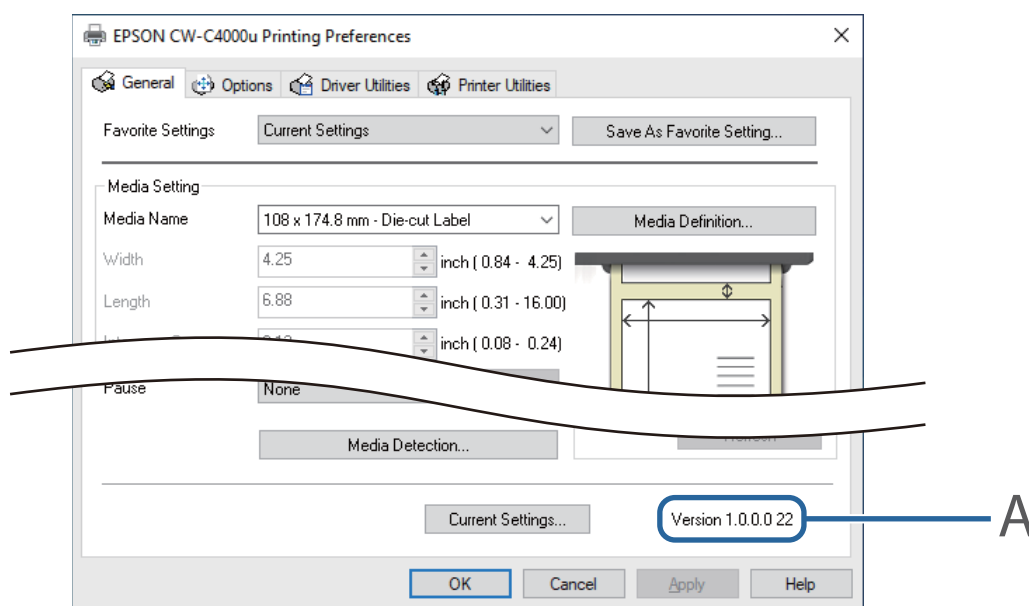 EPSON CW-C4000u Printing Preferences
General Options Driver Utilities Printer Utilities
Favorite Settings Current Settings Save As Favorite Setting...
Media Setting
Media Name 108 x 174.8 mm - Die-cut Label Media Definition...
Width 4.25 inch ( 0.84 - 4.25)
Length 6.88 inch ( 0.31 - 16.00)
inch ( 0.08 - 0.24)
Pause None
Media Detection...
Current Settings... Version 1.0.0.0 22 A
OK Cancel Apply Help